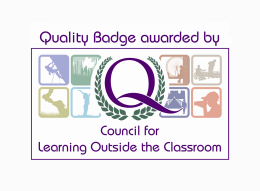 Quality Badge awarded by
Q
Council for
Learning Outside the Classroom